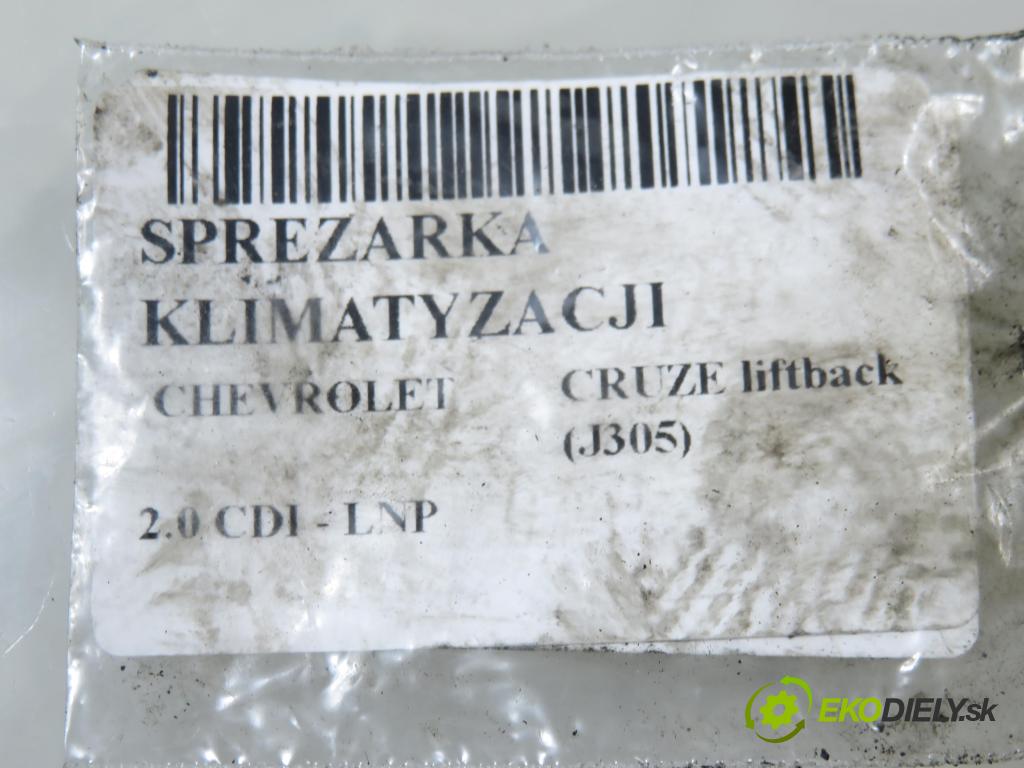 SPREZARKA
KLIMATYZACJI
CHEVROLET CRUZE liftback
(J305)
2.0 CDI - LNP
EKODIELY.sk